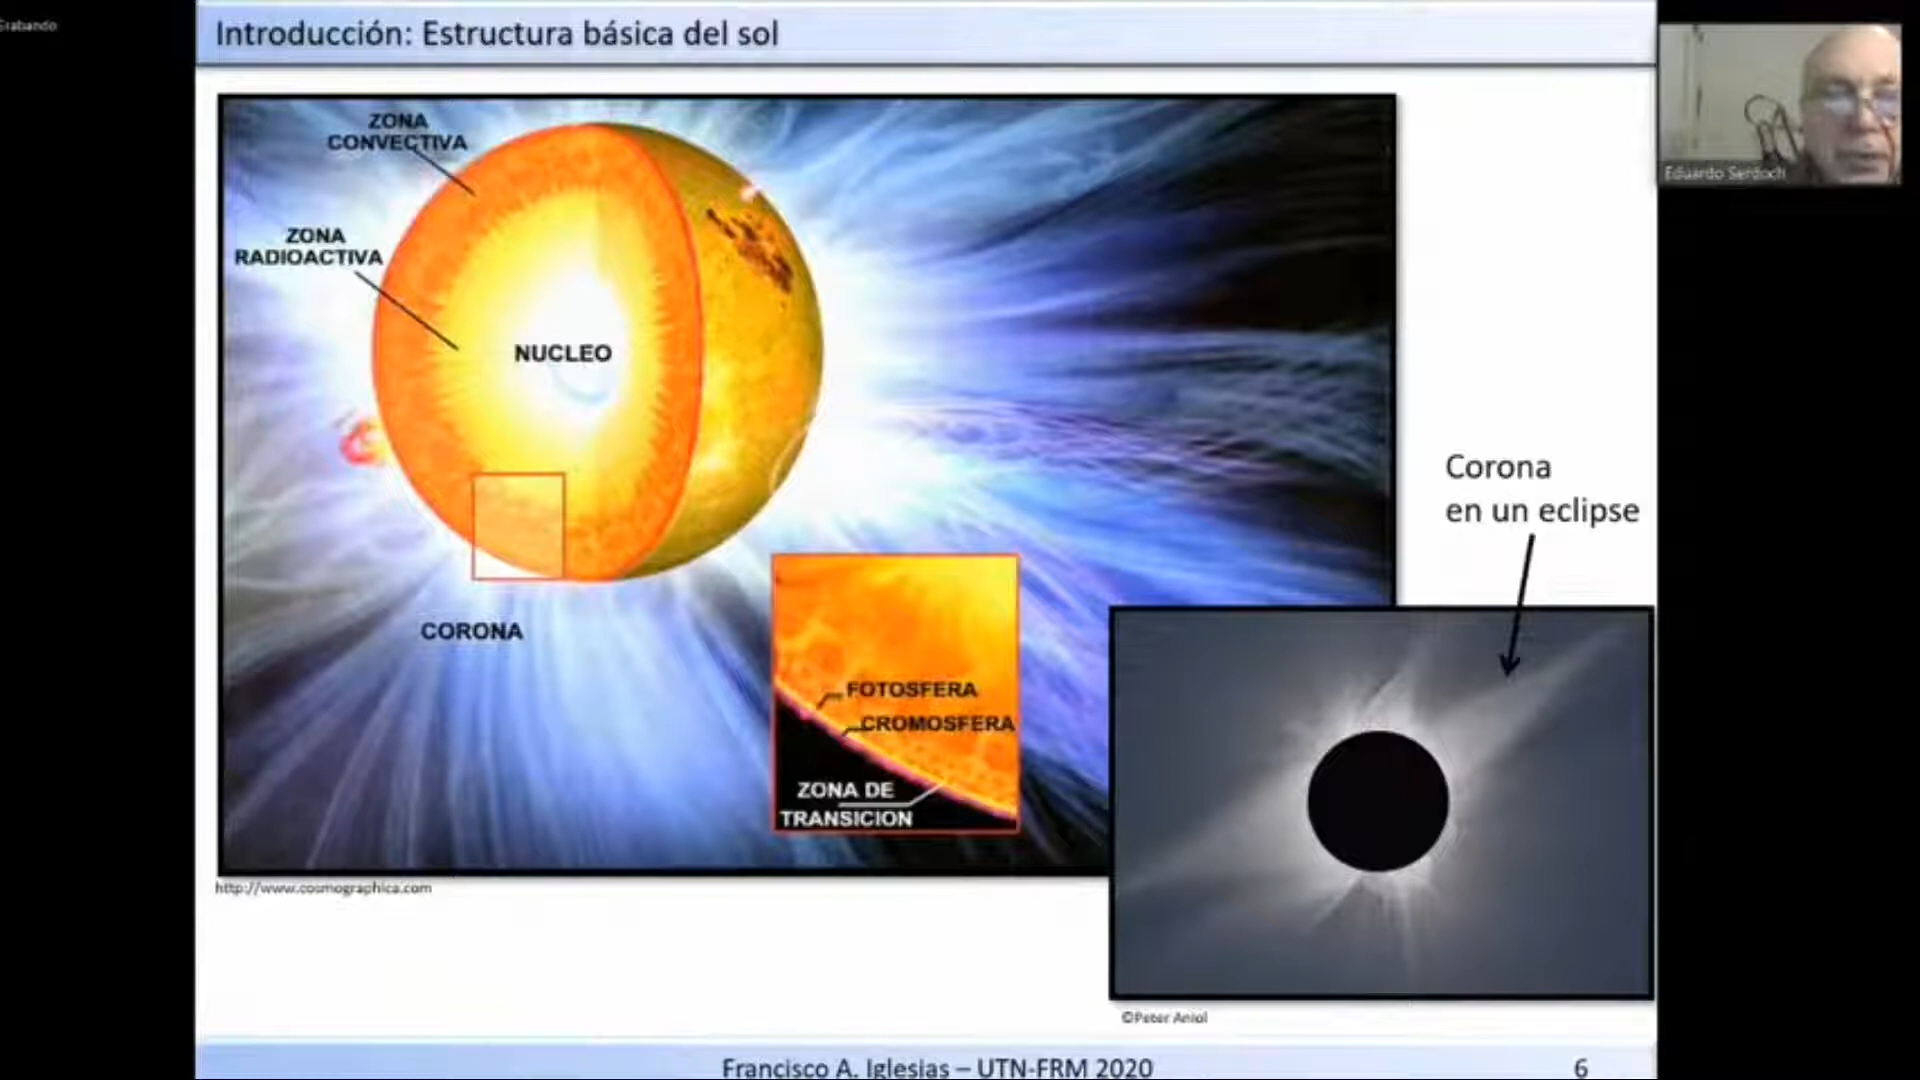 Grabando
Introducción: Estructura básica del sol
ZONA
CONVECTIVA
ZONA
RADIOACTIVA
NUCLEO
CORONA
FOTOSFERA
CROMOSFERA
ZONA DE
TRANSICION
Corona
en un eclipse
http://www.cosmographica.com
©Peter Aniol
Francisco A. Iglesias – UTN-FRM 2020
6
Eduardo Serdoch